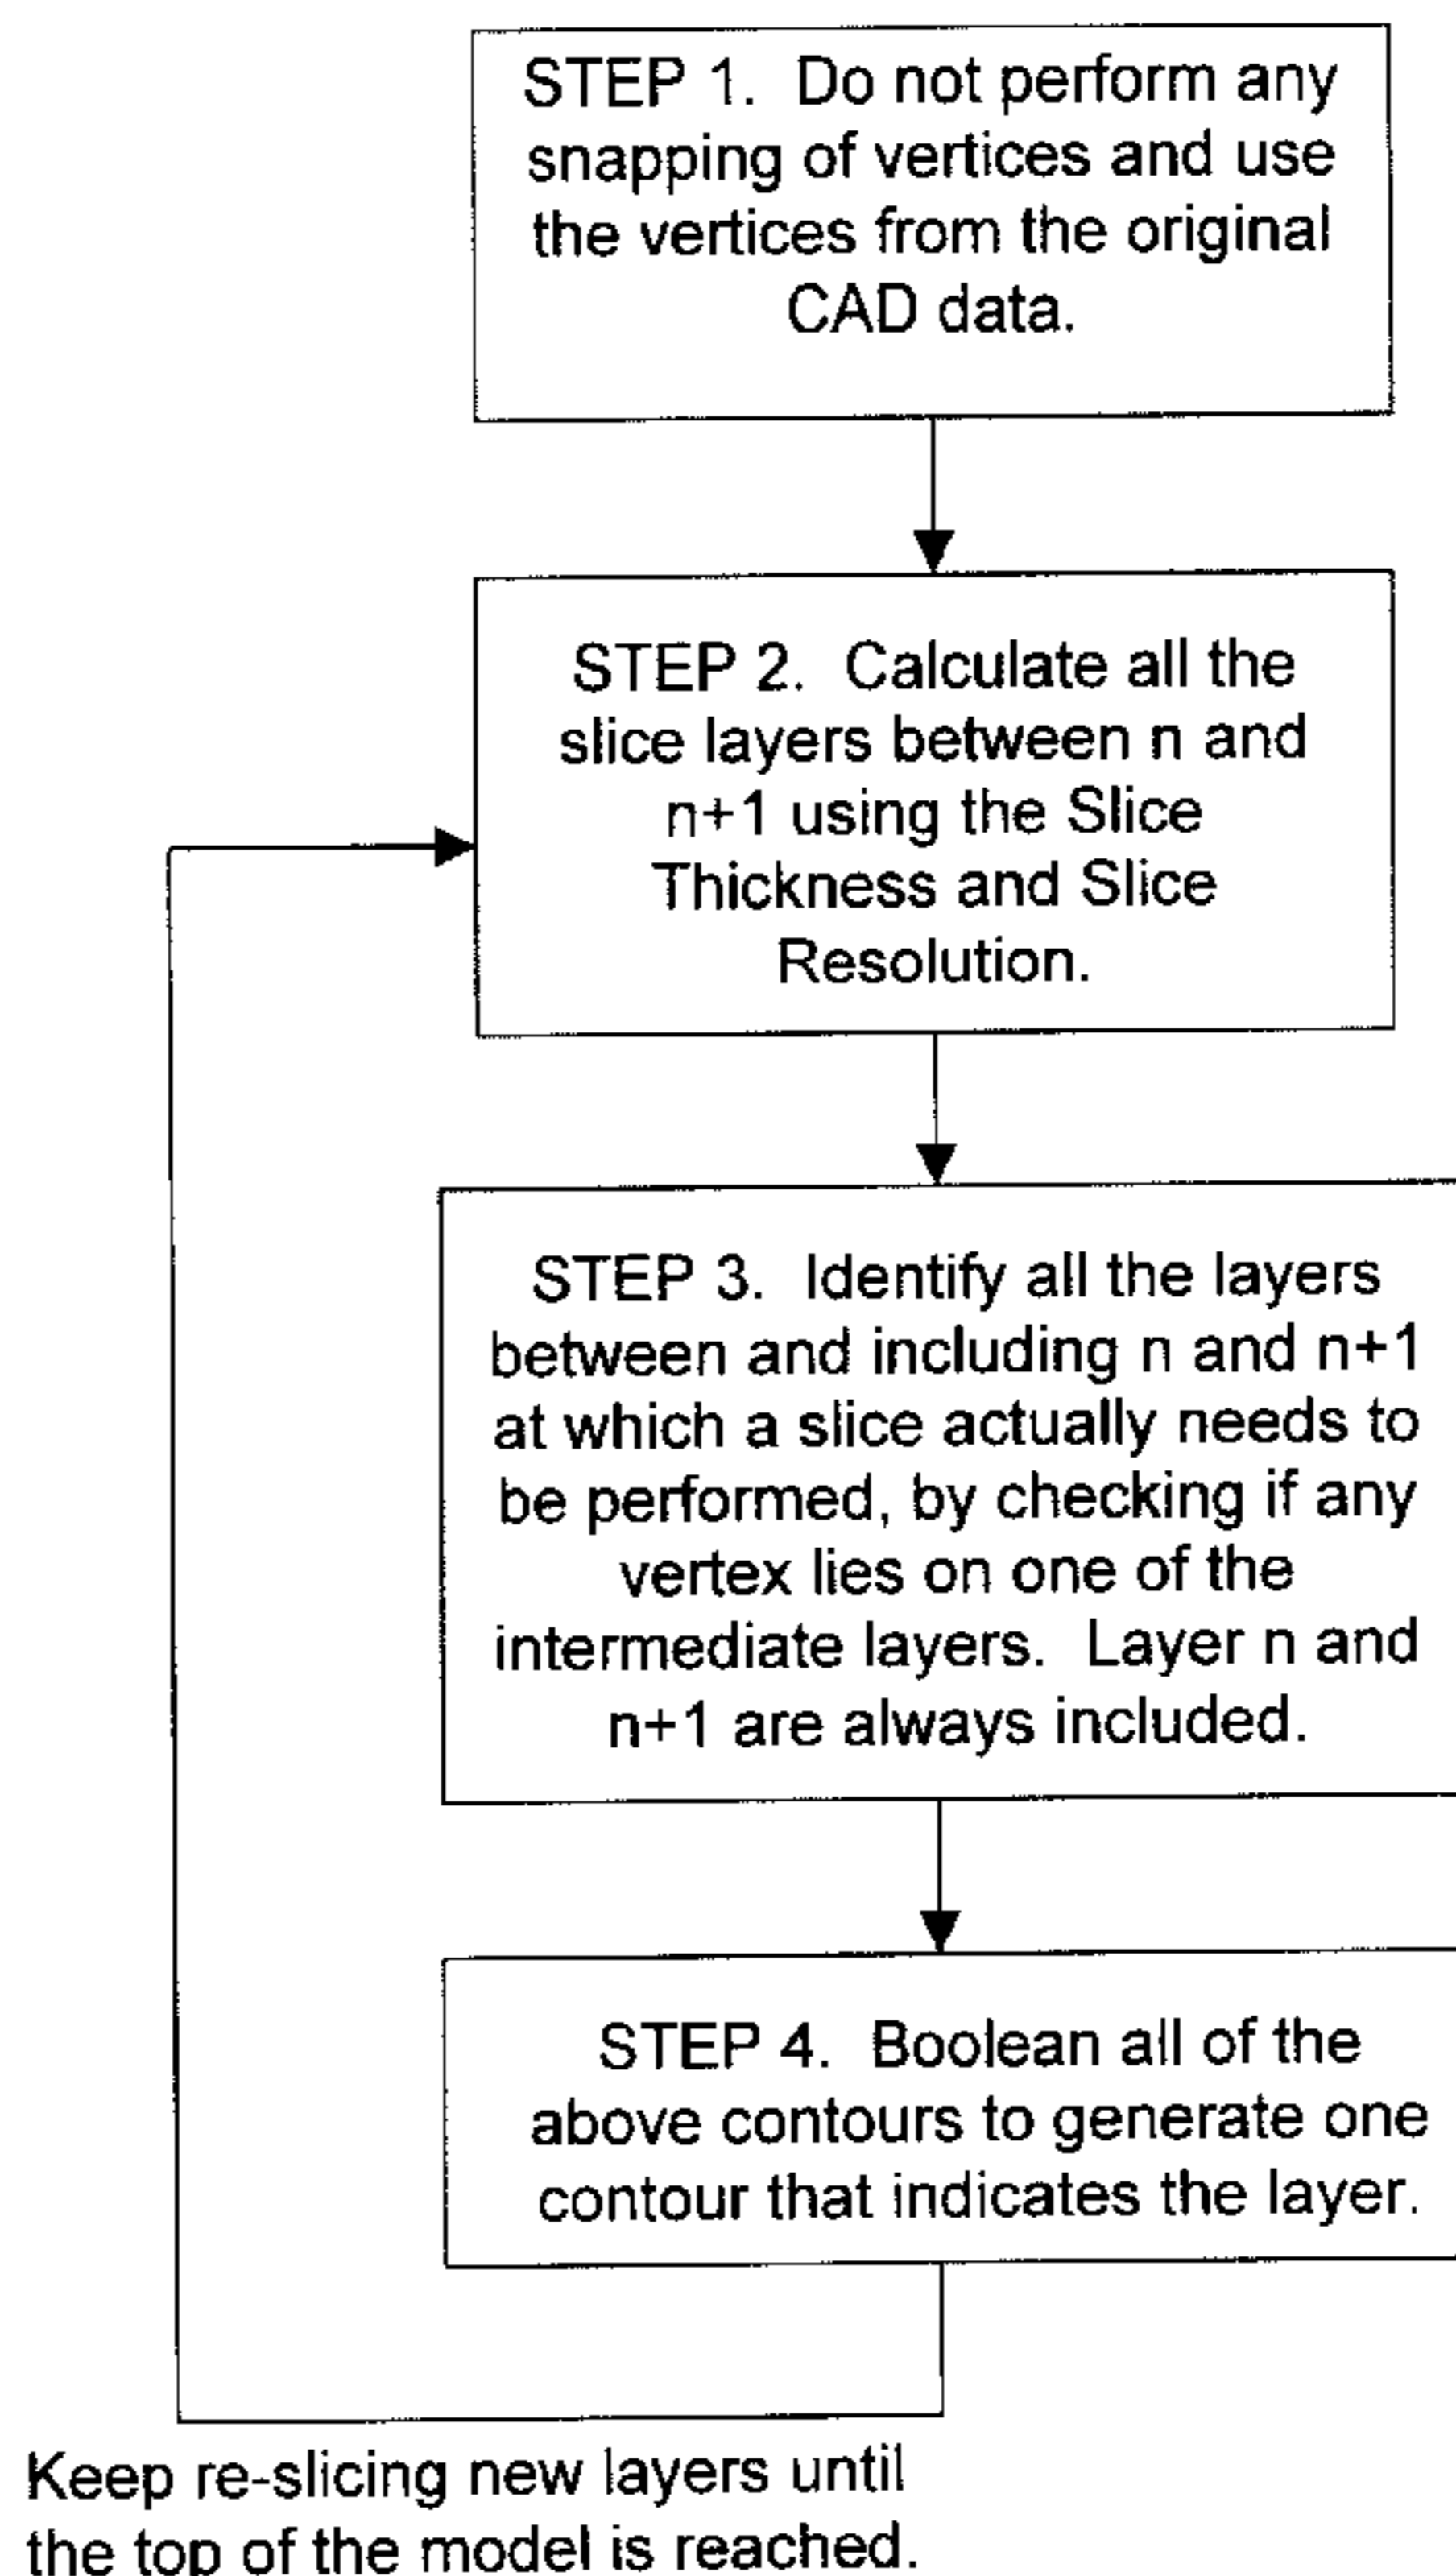 STEP 1. Do not perform any
snapping of vertices and use
the vertices from the original
CAD data.
STEP 2. Calculate all the
slice layers between n and
n+1 using the Slice
Thickness and Slice
Resolution.
STEP 3. Identify all the layers
between and including n and n+1
at which a slice actually needs to
be performed, by checking if any
vertex lies on one of the
intermediate layers. Layer n and
n+1 are always included.
STEP 4. Boolean all of the
above contours to generate one
contour that indicates the layer.
Keep re-slicing new layers until
the top of the model is reached.